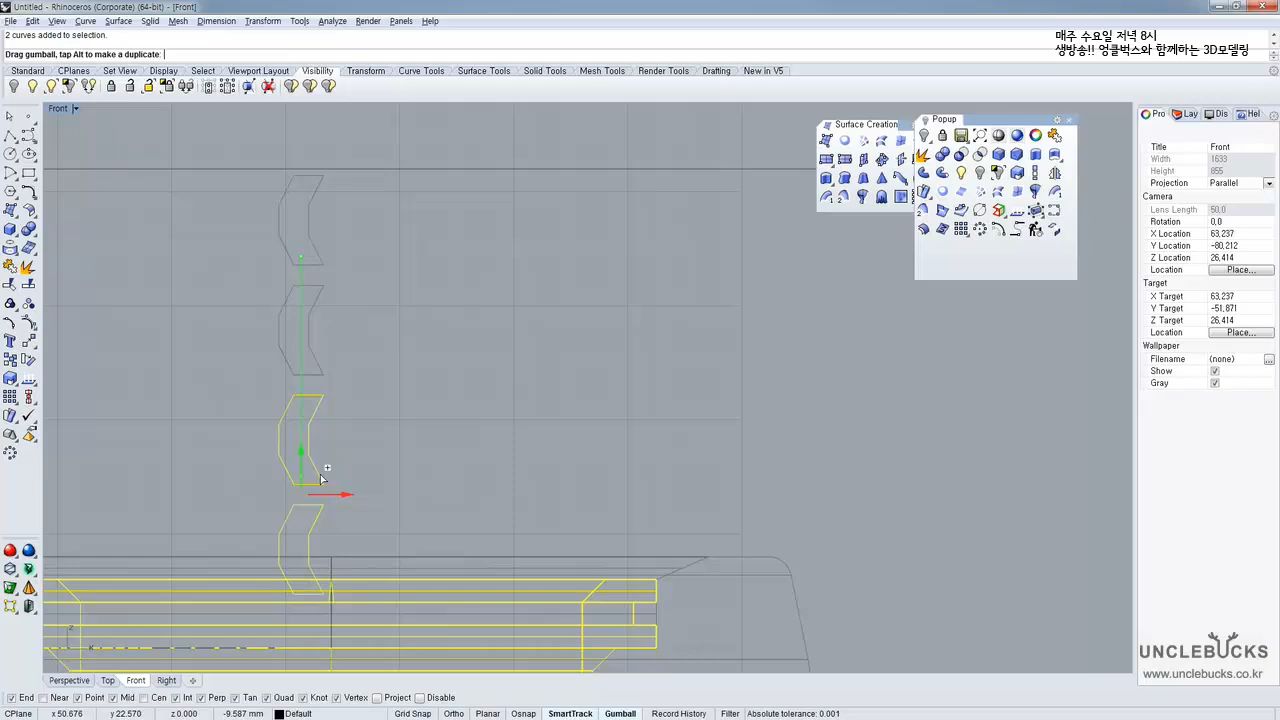 Untitled - Rhinoceros (Corporate) (64-bit) - [Front]
File Edit View Curve Surface Solid Mesh Dimension Transform Tools Analyze Render Panels Help
2 curves added to selection.
Drag gumball, tap Alt to make a duplicate:
매주 수요일 저녁 8시
생방송!! 엉클벅스와 함께하는 3D모델링
Standard CPlanes Set View Display Select Viewport Layout Visibility Transform Curve Tools Surface Tools Solid Tools Mesh Tools Render Tools Drafting New in V5
Front
Surface Creation
Popup
Pro Lay Dis Hel
Title Front
Width 1633
Height 855
Projection Parallel
Camera
Lens Length 50,0
Rotation 0,0
X Location 63,237
Y Location -80,212
Z Location 26,414
Location Place...
Target
X Target 63,237
Y Target -51,871
Z Target 26,414
Location Place...
Wallpaper
Filename (none)
Show
Gray
z
x
UNCLEBUCKS
www.unclebucks.co.kr
Perspective Top Front Right
End Near Point Mid Cen Int Perp Tan Quad Knot Vertex Project Disable
CPlane x 50.676 y 22.570 z 0.000 -9.587 mm Default Grid Snap Ortho Planar Osnap SmartTrack Gumball Record History Filter Absolute tolerance: 0.001